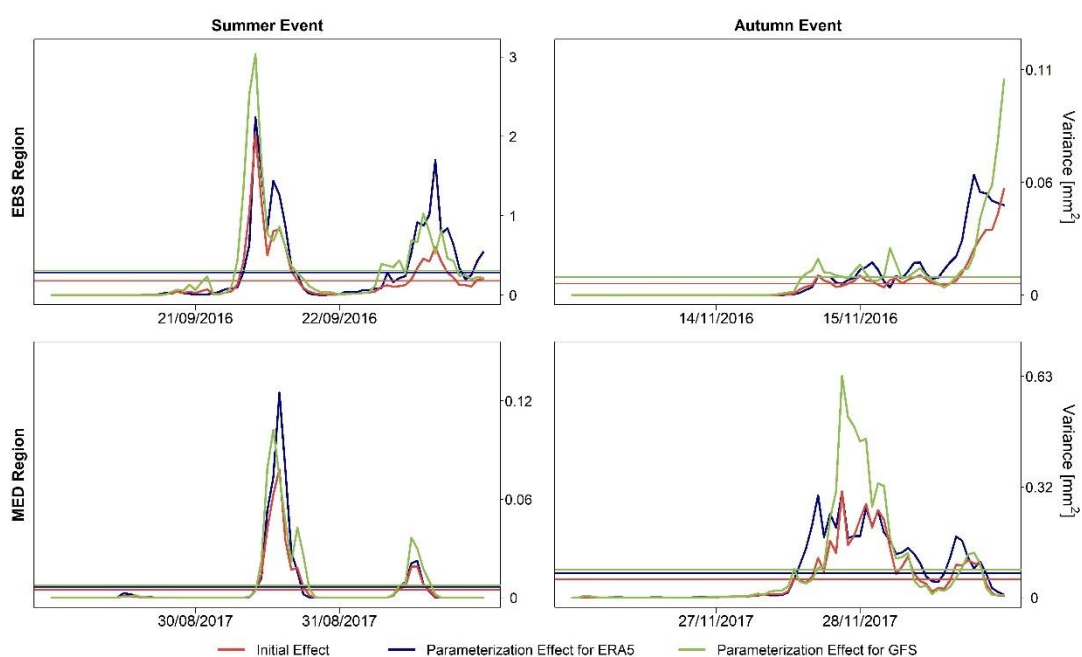 Summer Event
Autumn Event
EBS Region
3
2
1
0
21/09/2016
22/09/2016
0.11
0.06
0
Variance [mm²]
14/11/2016
15/11/2016
MED Region
0.12
0.06
0
30/08/2017
31/08/2017
0.63
0.32
0
Variance [mm²]
27/11/2017
28/11/2017
Initial Effect
Parameterization Effect for ERA5
Parameterization Effect for GFS